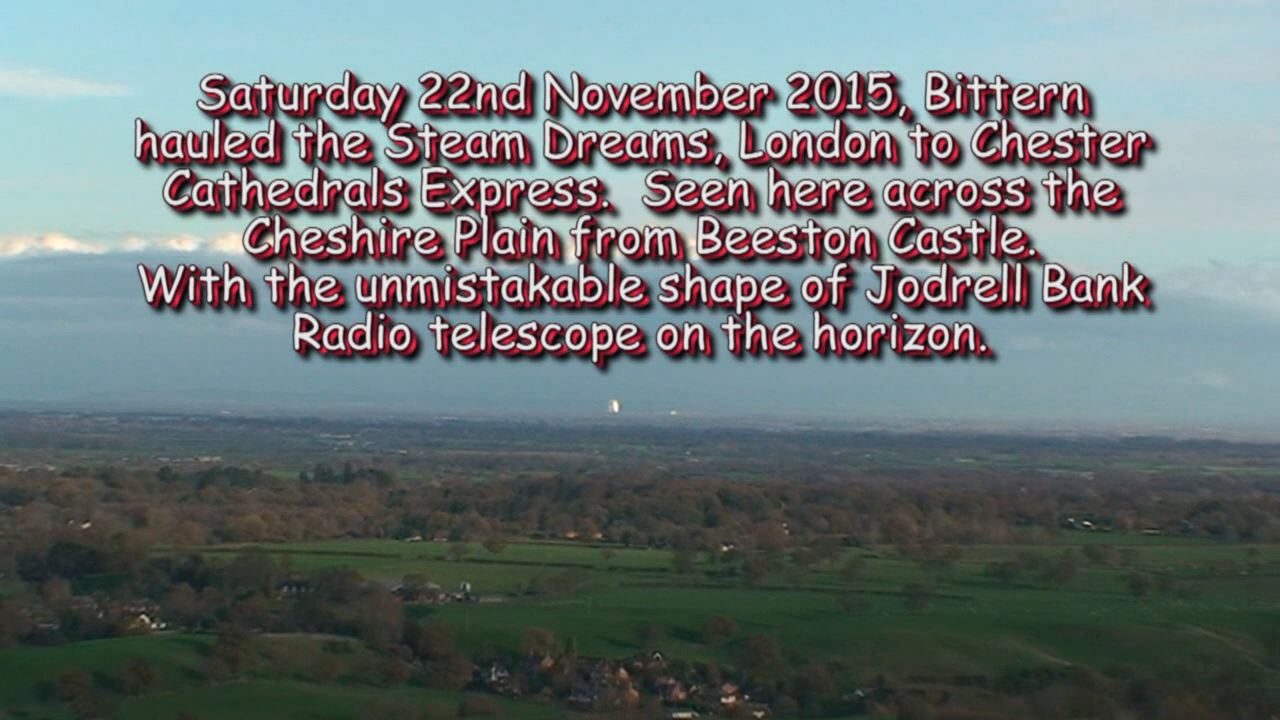 Saturday 22nd November 2015, Bittern
hauled the Steam Dreams, London to Chester
Cathedrals Express.  Seen here across the
Cheshire Plain from Beeston Castle.
With the unmistakable shape of Jodrell Bank
Radio telescope on the horizon.